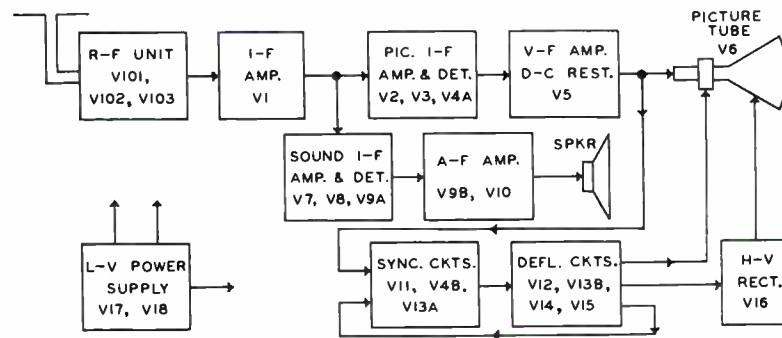 R-F UNIT
V101,
V102, V103
I-F
AMP.
V1
PIC. I-F
AMP. & DET.
V2, V3, V4A
V-F AMP.
D-C REST.
V5
PICTURE
TUBE
V6
SOUND I-F
AMP. & DET.
V7, V8, V9A
A-F AMP.
V9B, V10
SPKR
L-V POWER
SUPPLY
V17, V18
SYNC. CKTS.
V11, V4B,
V13A
DEFL. CKTS.
V12, V13B,
V14, V15
H-V
RECT.
V16